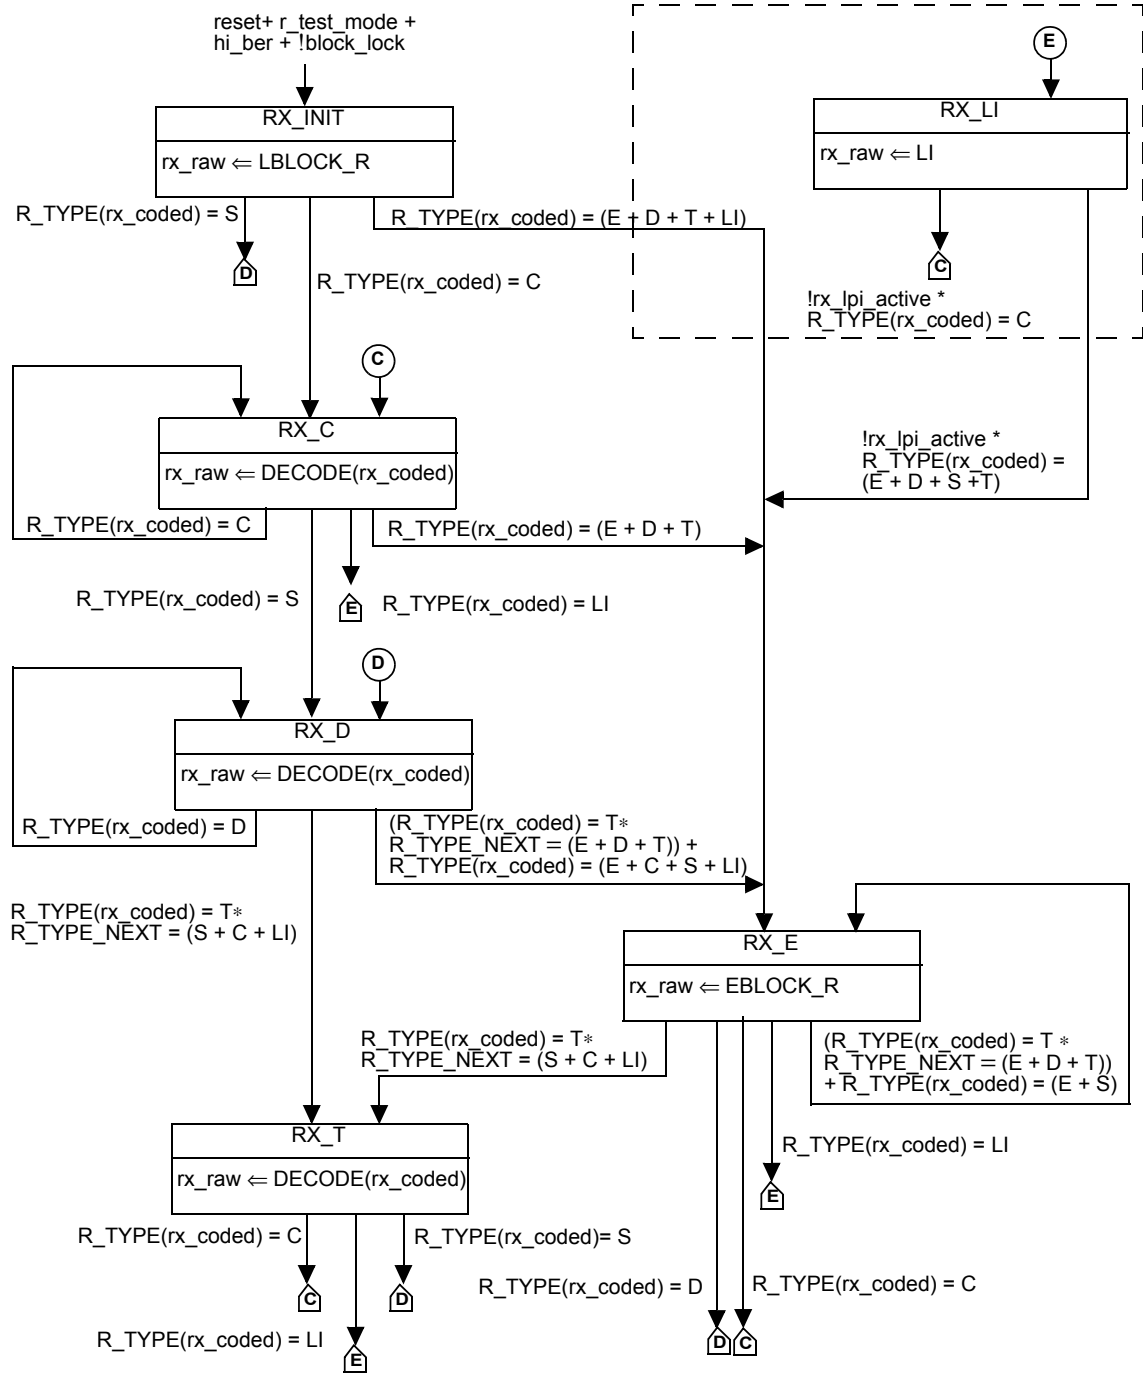 reset+ r_test_mode +
hi_ber + !block_lock
E
RX_INIT
rx_raw ⇐ LBLOCK_R
RX_LI
rx_raw ⇐ LI
R_TYPE(rx_coded) = S
R_TYPE(rx_coded) = (E + D + T + LI)
D
R_TYPE(rx_coded) = C
C
!rx_lpi_active *
R_TYPE(rx_coded) = C
C
RX_C
rx_raw ⇐ DECODE(rx_coded)
!rx_lpi_active *
R_TYPE(rx_coded) =
(E + D + S +T)
R_TYPE(rx_coded) = C
R_TYPE(rx_coded) = (E + D + T)
R_TYPE(rx_coded) = S
E
R_TYPE(rx_coded) = LI
D
RX_D
rx_raw ⇐ DECODE(rx_coded)
R_TYPE(rx_coded) = D
(R_TYPE(rx_coded) = T*
R_TYPE_NEXT = (E + D + T)) +
R_TYPE(rx_coded) = (E + C + S + LI)
R_TYPE(rx_coded) = T*
R_TYPE_NEXT = (S + C + LI)
RX_E
rx_raw ⇐ EBLOCK_R
R_TYPE(rx_coded) = T*
R_TYPE_NEXT = (S + C + LI)
(R_TYPE(rx_coded) = T *
R_TYPE_NEXT = (E + D + T))
+ R_TYPE(rx_coded) = (E + S)
RX_T
rx_raw ⇐ DECODE(rx_coded)
R_TYPE(rx_coded) = LI
E
R_TYPE(rx_coded) = C
R_TYPE(rx_coded)= S
C
D
R_TYPE(rx_coded) = D
R_TYPE(rx_coded) = C
R_TYPE(rx_coded) = LI
E
D
C